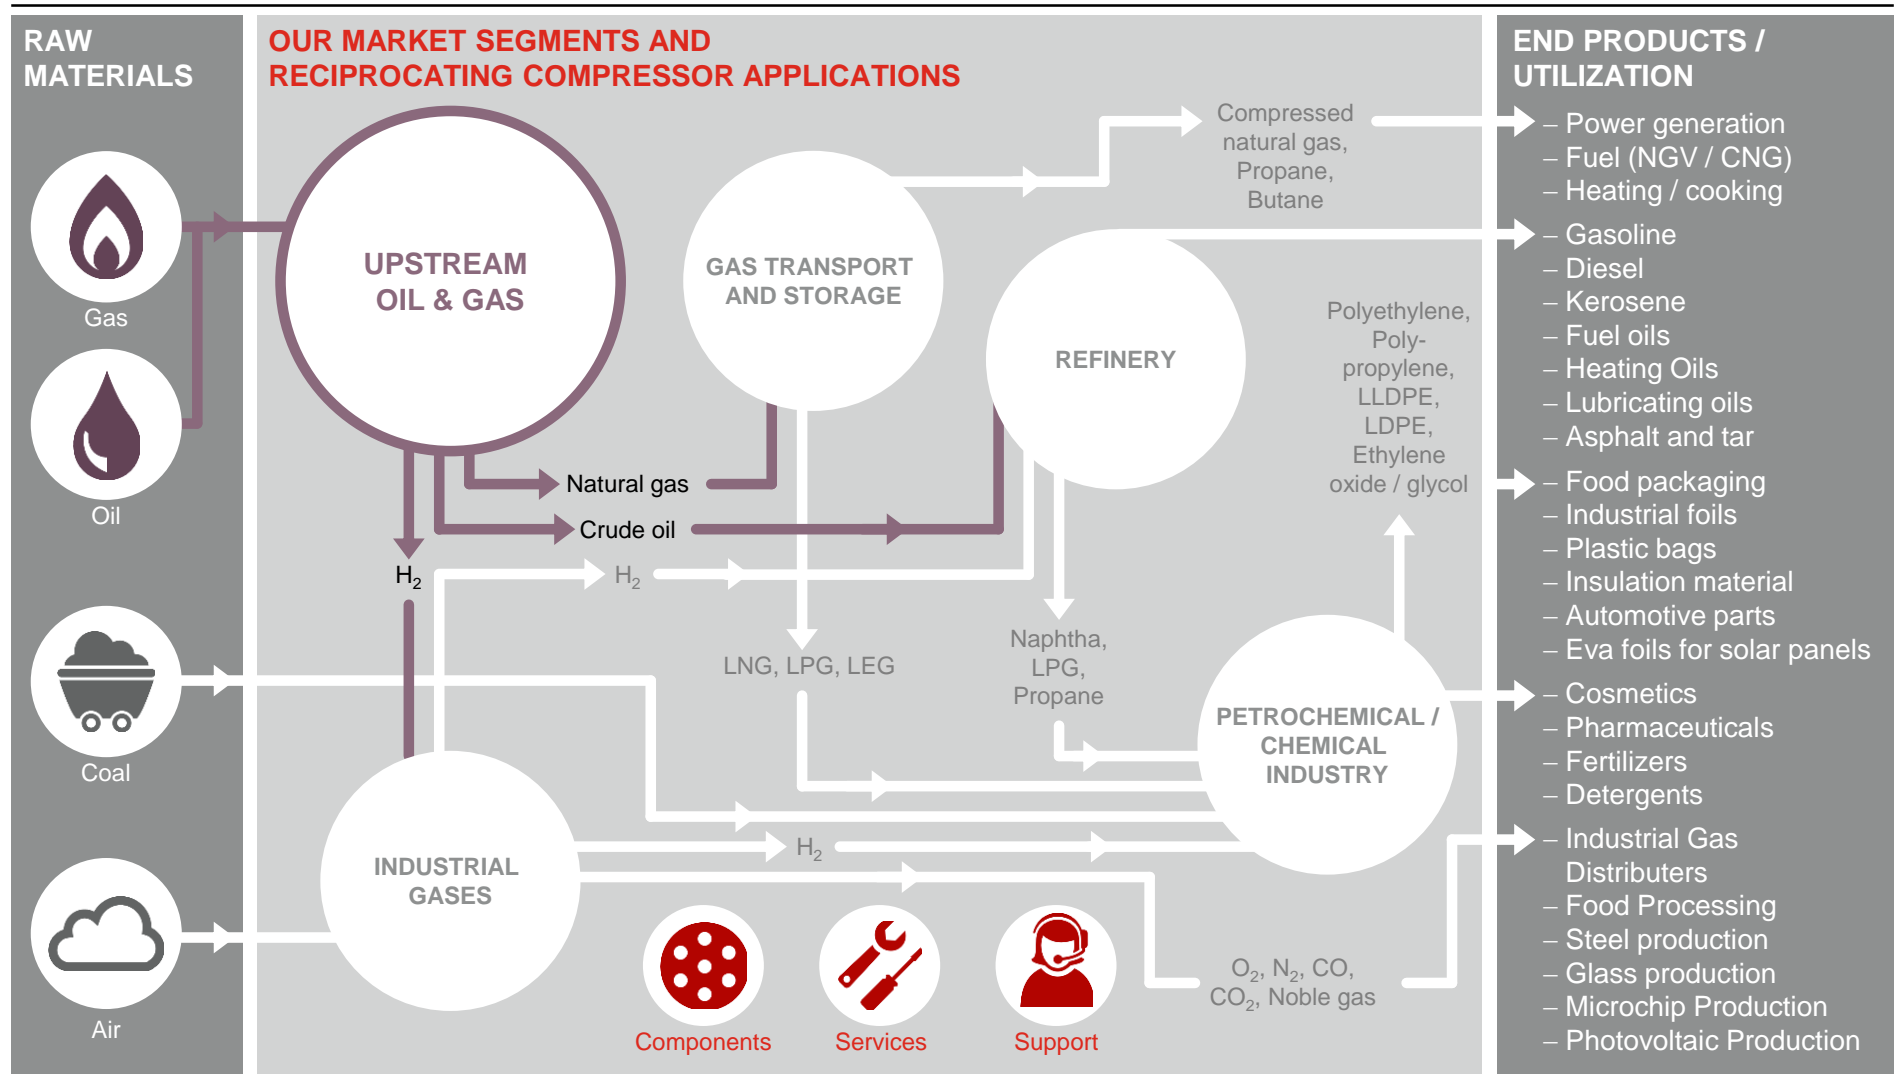 RAW
MATERIALS
Gas
Oil
Coal
Air
OUR MARKET SEGMENTS AND
RECIPROCATING COMPRESSOR APPLICATIONS
UPSTREAM
OIL & GAS
GAS TRANSPORT
AND STORAGE
REFINERY
PETROCHEMICAL /
CHEMICAL
INDUSTRY
INDUSTRIAL
GASES
Compressed
natural gas,
Propane,
Butane
Polyethylene,
Poly-
propylene,
LLDPE,
LDPE,
Ethylene
oxide / glycol
Natural gas
Crude oil
H₂
H₂
LNG, LPG, LEG
Naphtha,
LPG,
Propane
H₂
O₂, N₂, CO,
CO₂, Noble gas
Components
Services
Support
END PRODUCTS /
UTILIZATION
– Power generation
– Fuel (NGV / CNG)
– Heating / cooking
– Gasoline
– Diesel
– Kerosene
– Fuel oils
– Heating Oils
– Lubricating oils
– Asphalt and tar
– Food packaging
– Industrial foils
– Plastic bags
– Insulation material
– Automotive parts
– Eva foils for solar panels
– Cosmetics
– Pharmaceuticals
– Fertilizers
– Detergents
– Industrial Gas
Distributers
– Food Processing
– Steel production
– Glass production
– Microchip Production
– Photovoltaic Production